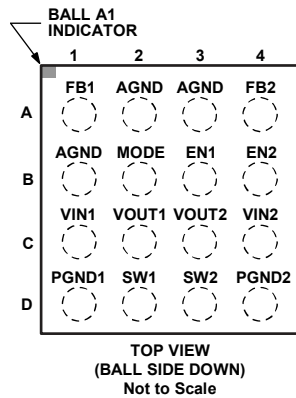 BALL A1
INDICATOR
1 2 3 4
A FB1 AGND AGND FB2
B AGND MODE EN1 EN2
C VIN1 VOUT1 VOUT2 VIN2
D PGND1 SW1 SW2 PGND2
TOP VIEW
(BALL SIDE DOWN)
Not to Scale